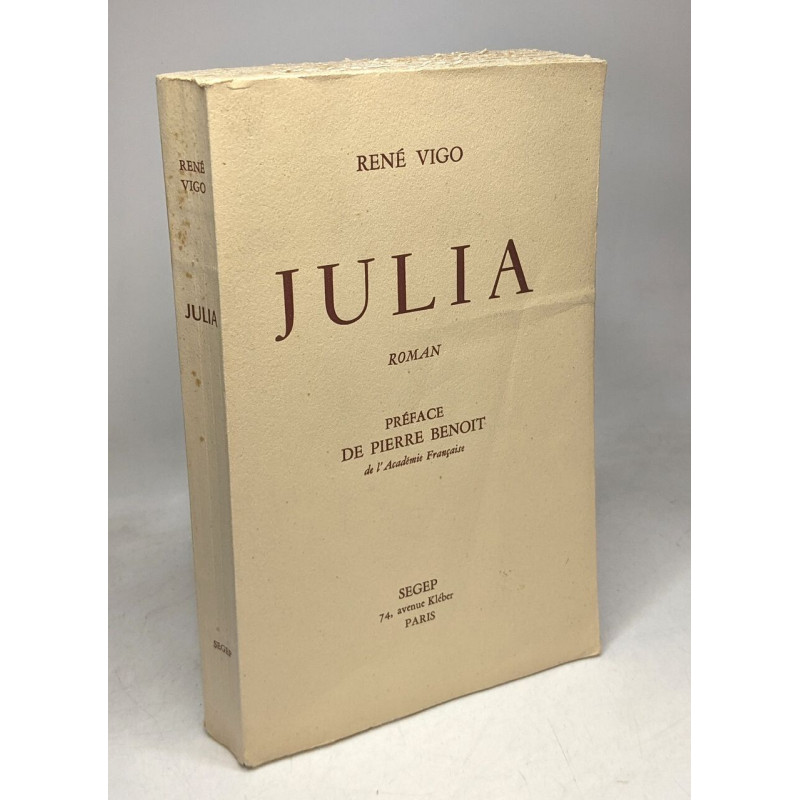 RENÉ
VIGO
JULIA
SEGEP
RENÉ VIGO
JULIA
ROMAN
PRÉFACE
DE PIERRE BENOIT
de l'Académie Française
SEGEP
74, avenue Kléber
PARIS